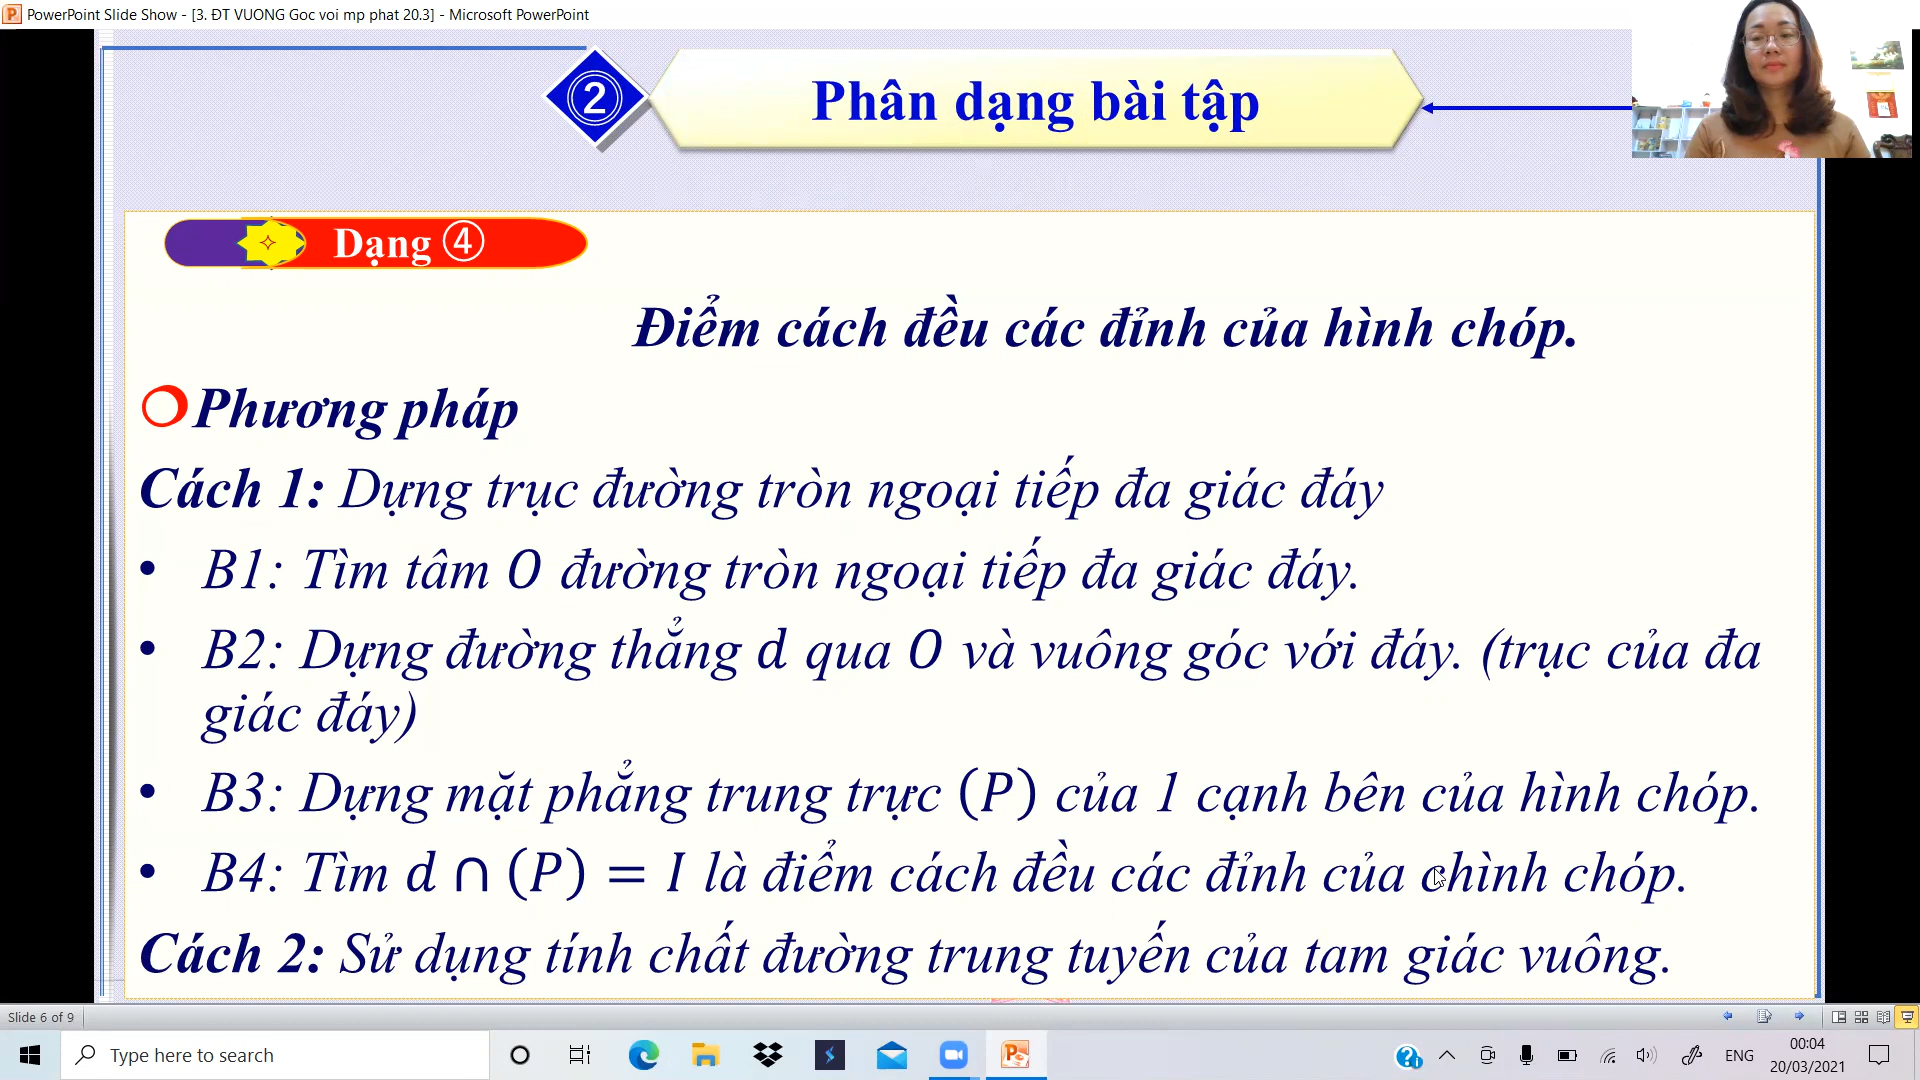 PowerPoint Slide Show - [3. ĐT VUONG Goc voi mp phat 20.3] - Microsoft PowerPoint
2
Phân dạng bài tập
Dạng ④
Điểm cách đều các đỉnh của hình chóp.
Phương pháp
Cách 1: Dựng trục đường tròn ngoại tiếp đa giác đáy
• B1: Tìm tâm O đường tròn ngoại tiếp đa giác đáy.
• B2: Dựng đường thẳng d qua O và vuông góc với đáy. (trục của đa
giác đáy)
• B3: Dựng mặt phẳng trung trực (P) của 1 cạnh bên của hình chóp.
• B4: Tìm d ∩ (P) = I là điểm cách đều các đỉnh của chình chóp.
Cách 2: Sử dụng tính chất đường trung tuyến của tam giác vuông.
Slide 6 of 9
Type here to search
ENG
00:04
20/03/2021